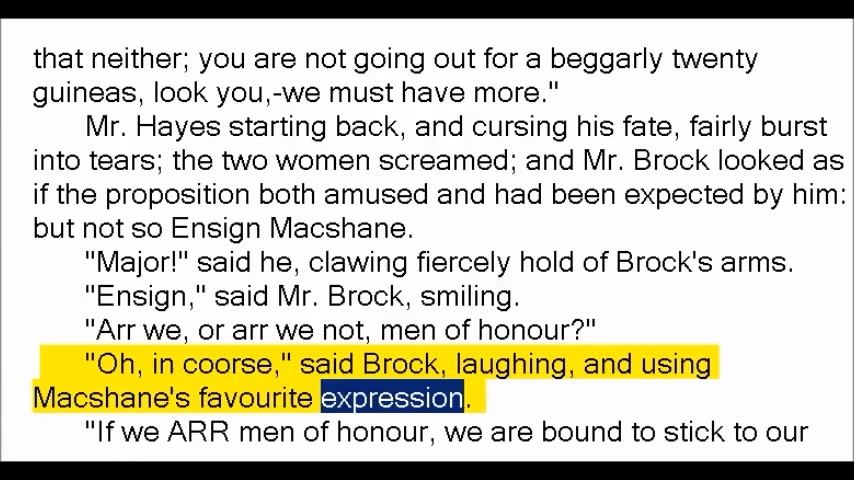 that neither; you are not going out for a beggarly twenty
guineas, look you,-we must have more."
Mr. Hayes starting back, and cursing his fate, fairly burst
into tears; the two women screamed; and Mr. Brock looked as
if the proposition both amused and had been expected by him:
but not so Ensign Macshane.
"Major!" said he, clawing fiercely hold of Brock's arms.
"Ensign," said Mr. Brock, smiling.
"Arr we, or arr we not, men of honour?"
"Oh, in coorse," said Brock, laughing, and using
Macshane's favourite expression.
"If we ARR men of honour, we are bound to stick to our